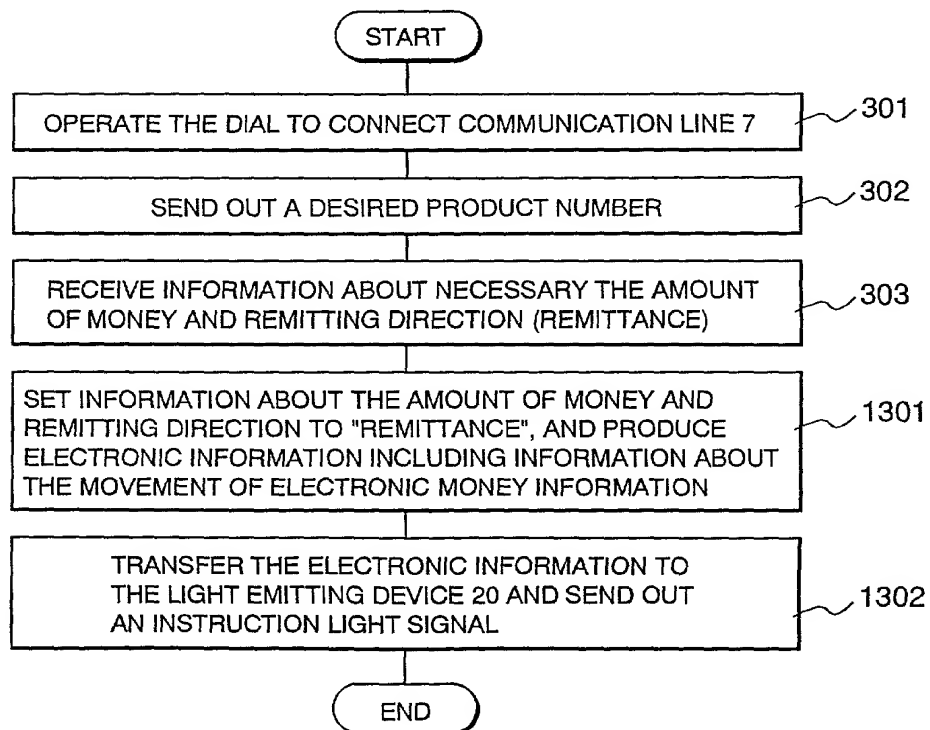 START
OPERATE THE DIAL TO CONNECT COMMUNICATION LINE 7
301
SEND OUT A DESIRED PRODUCT NUMBER
302
RECEIVE INFORMATION ABOUT NECESSARY THE AMOUNT
OF MONEY AND REMITTING DIRECTION (REMITTANCE)
303
SET INFORMATION ABOUT THE AMOUNT OF MONEY AND
REMITTING DIRECTION TO "REMITTANCE", AND PRODUCE
ELECTRONIC INFORMATION INCLUDING INFORMATION ABOUT
THE MOVEMENT OF ELECTRONIC MONEY INFORMATION
1301
TRANSFER THE ELECTRONIC INFORMATION TO
THE LIGHT EMITTING DEVICE 20 AND SEND OUT
AN INSTRUCTION LIGHT SIGNAL
1302
END